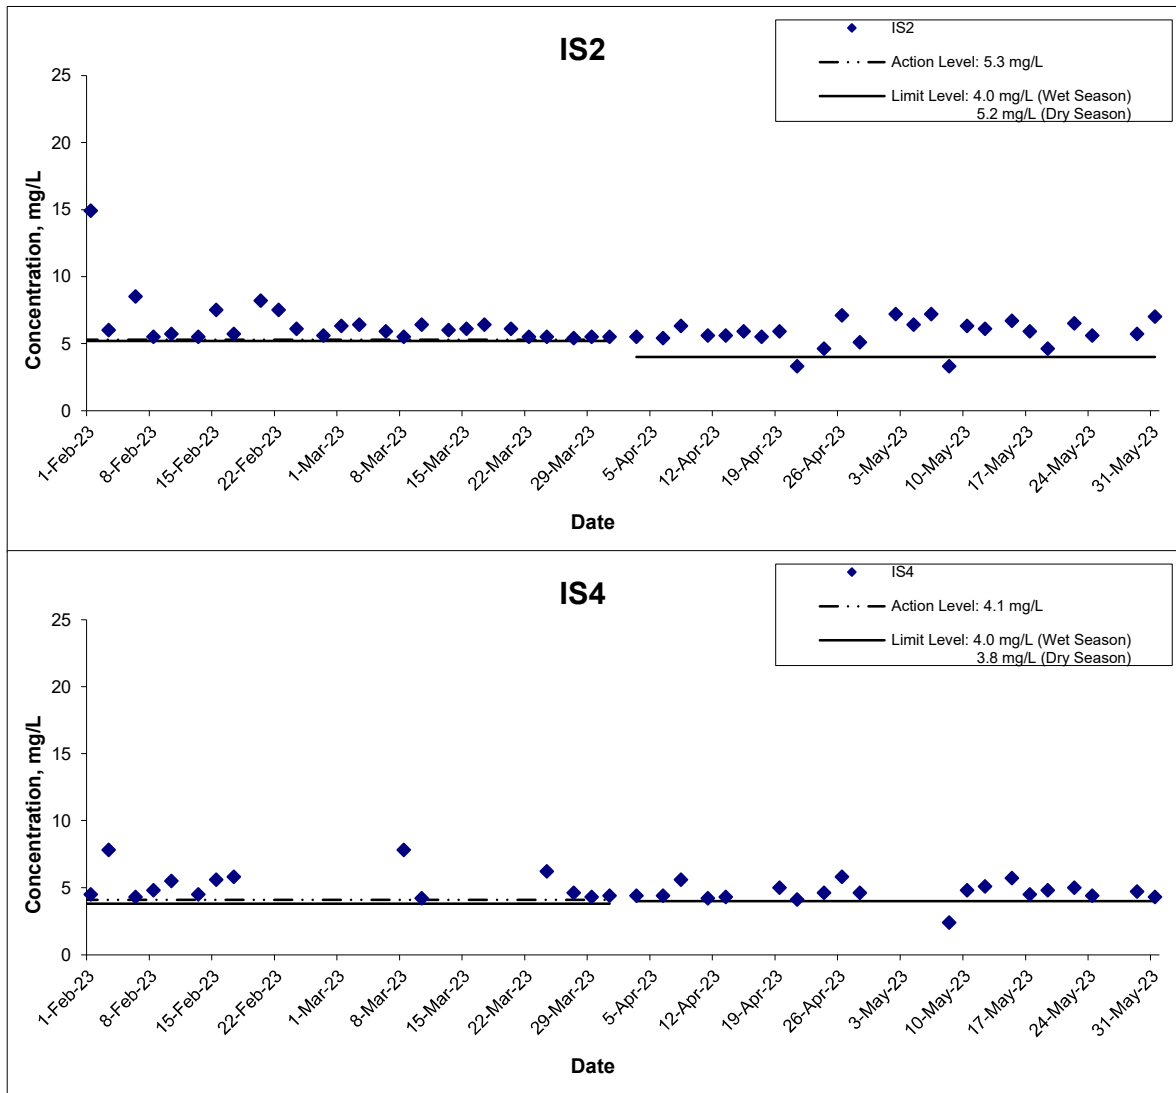 IS2
IS2
Action Level: 5.3 mg/L
Limit Level: 4.0 mg/L (Wet Season)
5.2 mg/L (Dry Season)
Concentration, mg/L
25
20
15
10
5
0
1-Feb-23
8-Feb-23
15-Feb-23
22-Feb-23
1-Mar-23
8-Mar-23
15-Mar-23
22-Mar-23
29-Mar-23
5-Apr-23
12-Apr-23
19-Apr-23
26-Apr-23
3-May-23
10-May-23
17-May-23
24-May-23
31-May-23
Date
IS4
IS4
Action Level: 4.1 mg/L
Limit Level: 4.0 mg/L (Wet Season)
3.8 mg/L (Dry Season)
Concentration, mg/L
25
20
15
10
5
0
1-Feb-23
8-Feb-23
15-Feb-23
22-Feb-23
1-Mar-23
8-Mar-23
15-Mar-23
22-Mar-23
29-Mar-23
5-Apr-23
12-Apr-23
19-Apr-23
26-Apr-23
3-May-23
10-May-23
17-May-23
24-May-23
31-May-23
Date